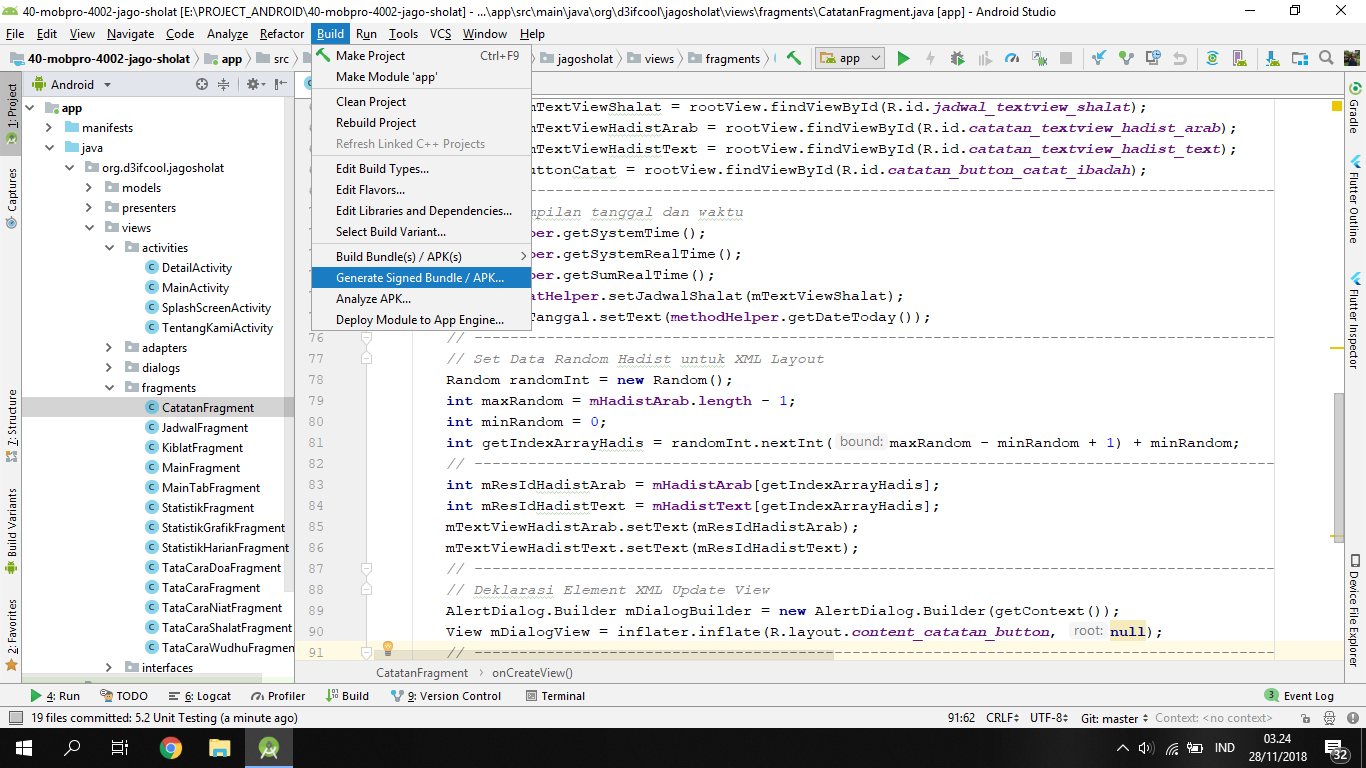 40-mobpro-4002-jago-sholat [E:\PROJECT_ANDROID\40-mobpro-4002-jago-sholat] - ...\app\src\main\java\org\d3ifcool\jagosholat\views\fragments\CatatanFragment.java [app] - Android Studio
File Edit View Navigate Code Analyze Refactor Build Run Tools VCS Window Help
40-mobpro-4002-jago-sholat app src jagosholat views fragments app
Make Project Ctrl+F9
Make Module 'app'
Clean Project
Rebuild Project
Refresh Linked C++ Projects
Edit Build Types...
Edit Flavors...
Edit Libraries and Dependencies...
Select Build Variant...
Build Bundle(s) / APK(s)
Generate Signed Bundle / APK...
Analyze APK...
Deploy Module to App Engine...
1: Project
Captures
7: Structure
Build Variants
2: Favorites
Android
app
manifests
java
org.d3ifcool.jagosholat
models
presenters
views
activities
DetailActivity
MainActivity
SplashScreenActivity
TentangKamiActivity
adapters
dialogs
fragments
CatatanFragment
JadwalFragment
KiblatFragment
MainFragment
MainTabFragment
StatistikFragment
StatistikGrafikFragment
StatistikHarianFragment
TataCaraDoaFragment
TataCaraFragment
TataCaraNiatFragment
TataCaraShalatFragment
TataCaraWudhuFragmen
interfaces
mTextViewShalat = rootView.findViewById(R.id.jadwal_textview_shalat);
mTextViewHadistArab = rootView.findViewById(R.id.catatan_textview_hadist_arab);
mTextViewHadistText = rootView.findViewById(R.id.catatan_textview_hadist_text);
ttonCatat = rootView.findViewById(R.id.catatan_button_catat_ibadah);
mpilan tanggal dan waktu
per.getSystemTime();
per.getSystemRealTime();
per.getSumRealTime();
atHelper.setJadwalShalat(mTextViewShalat);
Tanggal.setText(methodHelper.getDateToday());
76 // ------------------------------------------------------------------------------------------
77 // Set Data Random Hadist untuk XML Layout
78 Random randomInt = new Random();
79 int maxRandom = mHadistArab.length - 1;
80 int minRandom = 0;
81 int getIndexArrayHadis = randomInt.nextInt( bound: maxRandom - minRandom + 1) + minRandom;
82 // ------------------------------------------------------------------------------------------
83 int mResIdHadistArab = mHadistArab[getIndexArrayHadis];
84 int mResIdHadistText = mHadistText[getIndexArrayHadis];
85 mTextViewHadistArab.setText(mResIdHadistArab);
86 mTextViewHadistText.setText(mResIdHadistText);
87 // ------------------------------------------------------------------------------------------
88 // Deklarasi Element XML Update View
89 AlertDialog.Builder mDialogBuilder = new AlertDialog.Builder(getContext());
90 View mDialogView = inflater.inflate(R.layout.content_catatan_button, root: null);
91 // ------------------------------------------------------------------------------------------
CatatanFragment onCreateView()
Gradle
Flutter Outline
Flutter Inspector
Device File Explorer
4: Run TODO 6: Logcat Profiler Build 9: Version Control Terminal 3 Event Log
19 files committed: 5.2 Unit Testing (a minute ago) 91:62 CRLF UTF-8 Git: master Context: <no context>
IND 03.24
28/11/2018 32